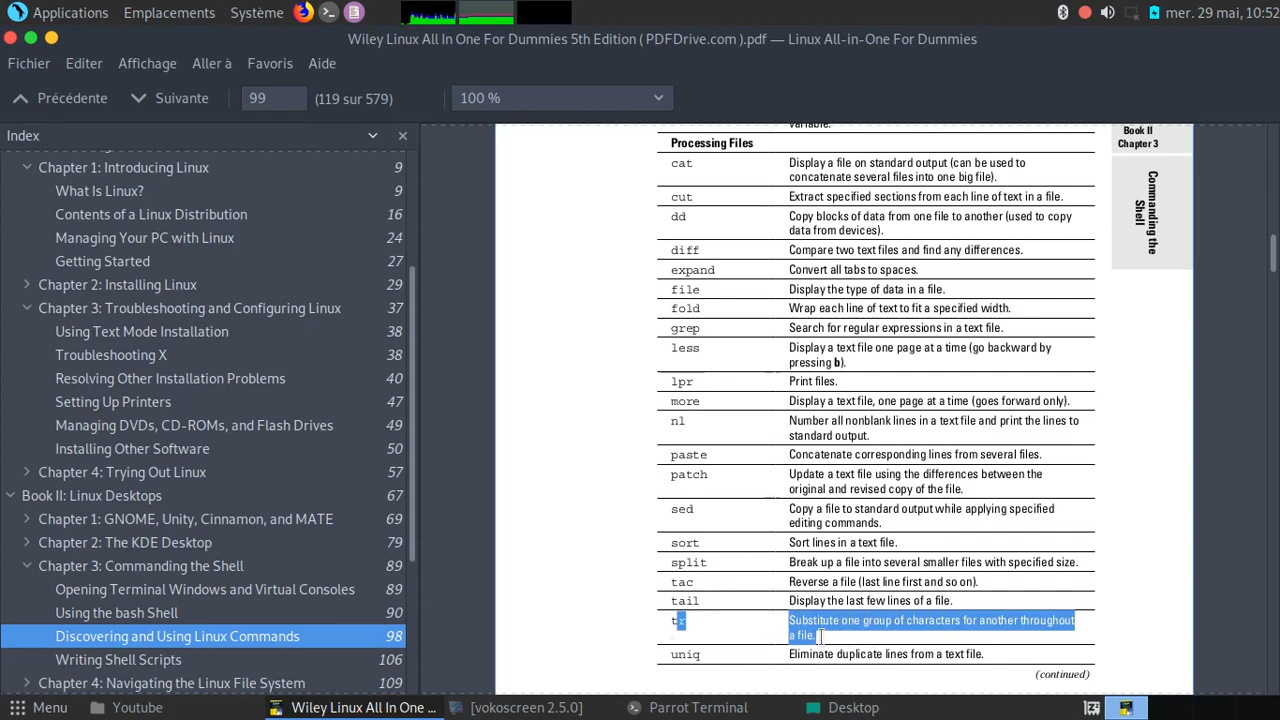 Applications Emplacements Système mer. 29 mai, 10:52
Wiley Linux All In One For Dummies 5th Edition ( PDFDrive.com ).pdf — Linux All-in-One For Dummies
Fichier Editer Affichage Aller à Favoris Aide
Précédente Suivante 99 (119 sur 579) 100 %
Index
Chapter 1: Introducing Linux 9
What Is Linux? 9
Contents of a Linux Distribution 16
Managing Your PC with Linux 24
Getting Started 27
Chapter 2: Installing Linux 29
Chapter 3: Troubleshooting and Configuring Linux 37
Using Text Mode Installation 38
Troubleshooting X 38
Resolving Other Installation Problems 40
Setting Up Printers 47
Managing DVDs, CD-ROMs, and Flash Drives 49
Installing Other Software 50
Chapter 4: Trying Out Linux 57
Book II: Linux Desktops 67
Chapter 1: GNOME, Unity, Cinnamon, and MATE 69
Chapter 2: The KDE Desktop 79
Chapter 3: Commanding the Shell 89
Opening Terminal Windows and Virtual Consoles 89
Using the bash Shell 90
Discovering and Using Linux Commands 98
Writing Shell Scripts 106
Chapter 4: Navigating the Linux File System 109
variable.
Processing Files
cat Display a file on standard output (can be used to
concatenate several files into one big file).
cut Extract specified sections from each line of text in a file.
dd Copy blocks of data from one file to another (used to copy
data from devices).
diff Compare two text files and find any differences.
expand Convert all tabs to spaces.
file Display the type of data in a file.
fold Wrap each line of text to fit a specified width.
grep Search for regular expressions in a text file.
less Display a text file one page at a time (go backward by
pressing b).
lpr Print files.
more Display a text file, one page at a time (goes forward only).
nl Number all nonblank lines in a text file and print the lines to
standard output.
paste Concatenate corresponding lines from several files.
patch Update a text file using the differences between the
original and revised copy of the file.
sed Copy a file to standard output while applying specified
editing commands.
sort Sort lines in a text file.
split Break up a file into several smaller files with specified size.
tac Reverse a file (last line first and so on).
tail Display the last few lines of a file.
tr Substitute one group of characters for another throughout
a file.
uniq Eliminate duplicate lines from a text file.
(continued)
Book II
Chapter 3
Commanding the
Shell
Menu Youtube Wiley Linux All In One ... [vokoscreen 2.5.0] Parrot Terminal Desktop